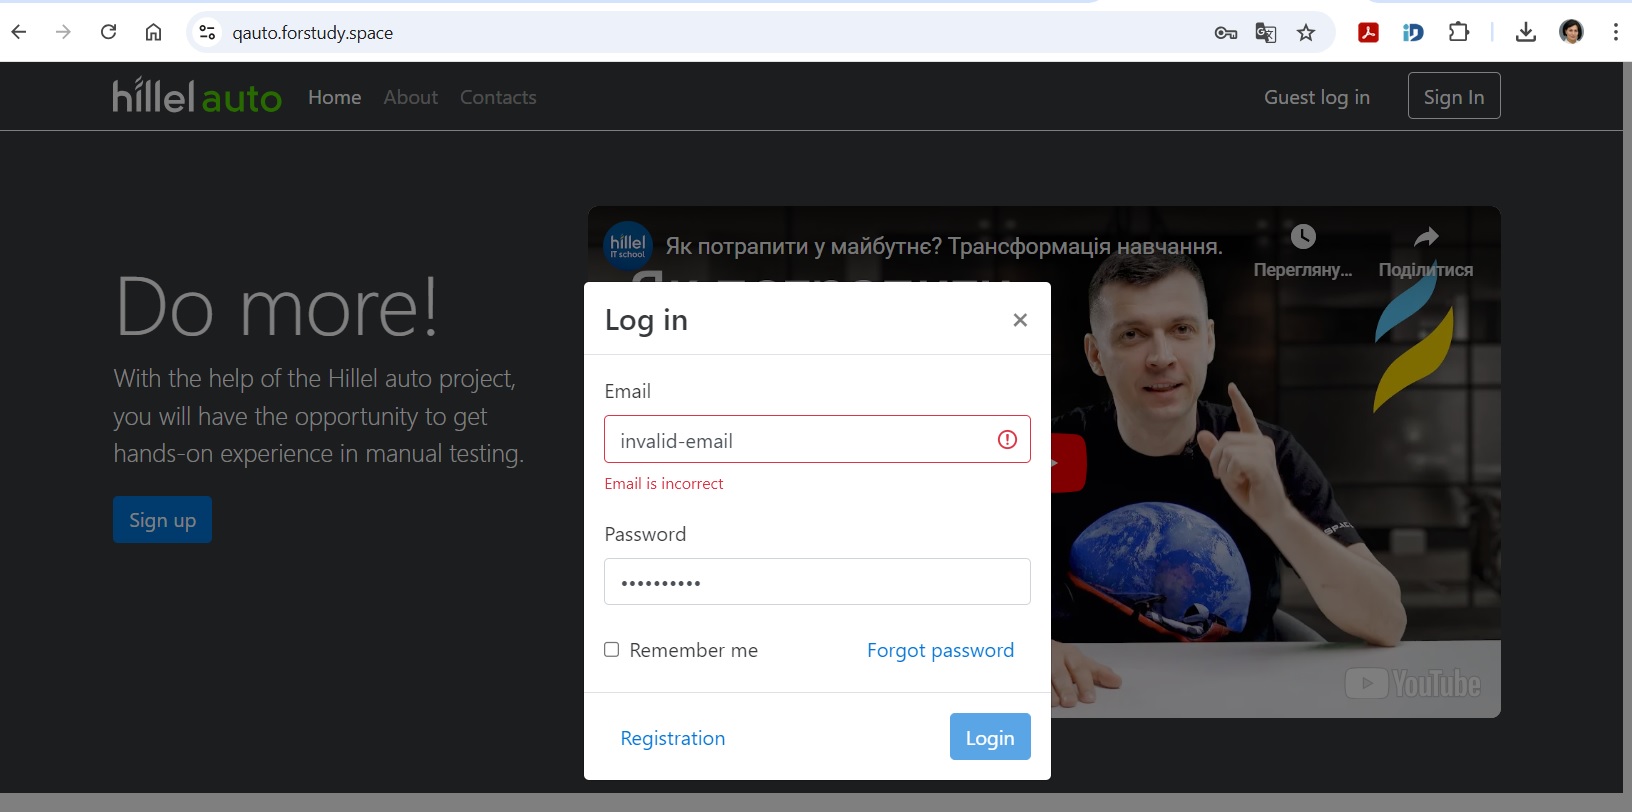 qauto.forstudy.space
hillel auto
Home
About
Contacts
Guest log in
Sign In
Do more!
With the help of the Hillel auto project,
you will have the opportunity to get
hands-on experience in manual testing.
Sign up
hillel
IT school
Як потрапити у майбутнє? Трансформація навчання.
Перегляну...
Поділитися
Log in
×
Email
invalid-email
Email is incorrect
Password
••••••••••
Remember me
Forgot password
Registration
Login
YouTube